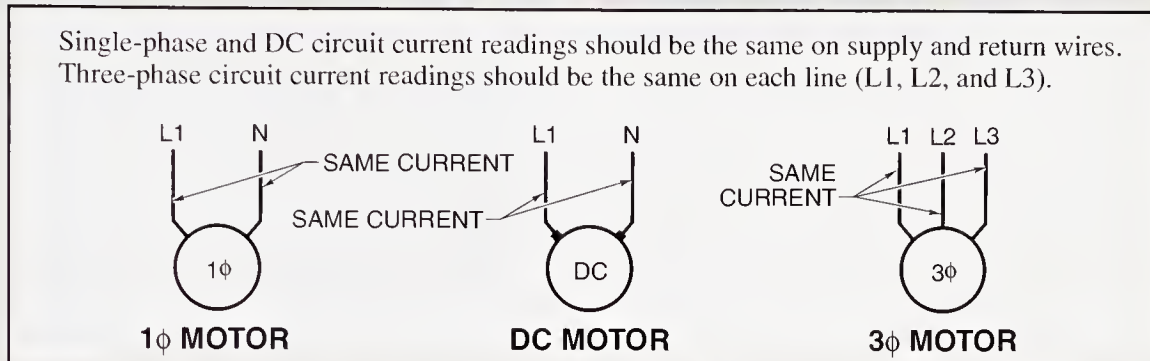 Single-phase and DC circuit current readings should be the same on supply and return wires.
Three-phase circuit current readings should be the same on each line (L1, L2, and L3).
L1 N
SAME CURRENT
1ϕ
1ϕ MOTOR
L1 N
SAME CURRENT
DC
DC MOTOR
L1 L2 L3
SAME
CURRENT
3ϕ
3ϕ MOTOR